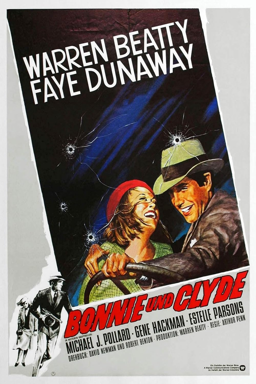 WARREN BEATTY
FAYE DUNAWAY
BONNIE UND CLYDE
MICHAEL J. POLLARD · GENE HACKMAN · ESTELLE PARSONS
DREHBUCH: DAVID NEWMAN UND ROBERT BENTON · PRODUKTION: WARREN BEATTY · REGIE: ARTHUR PENN